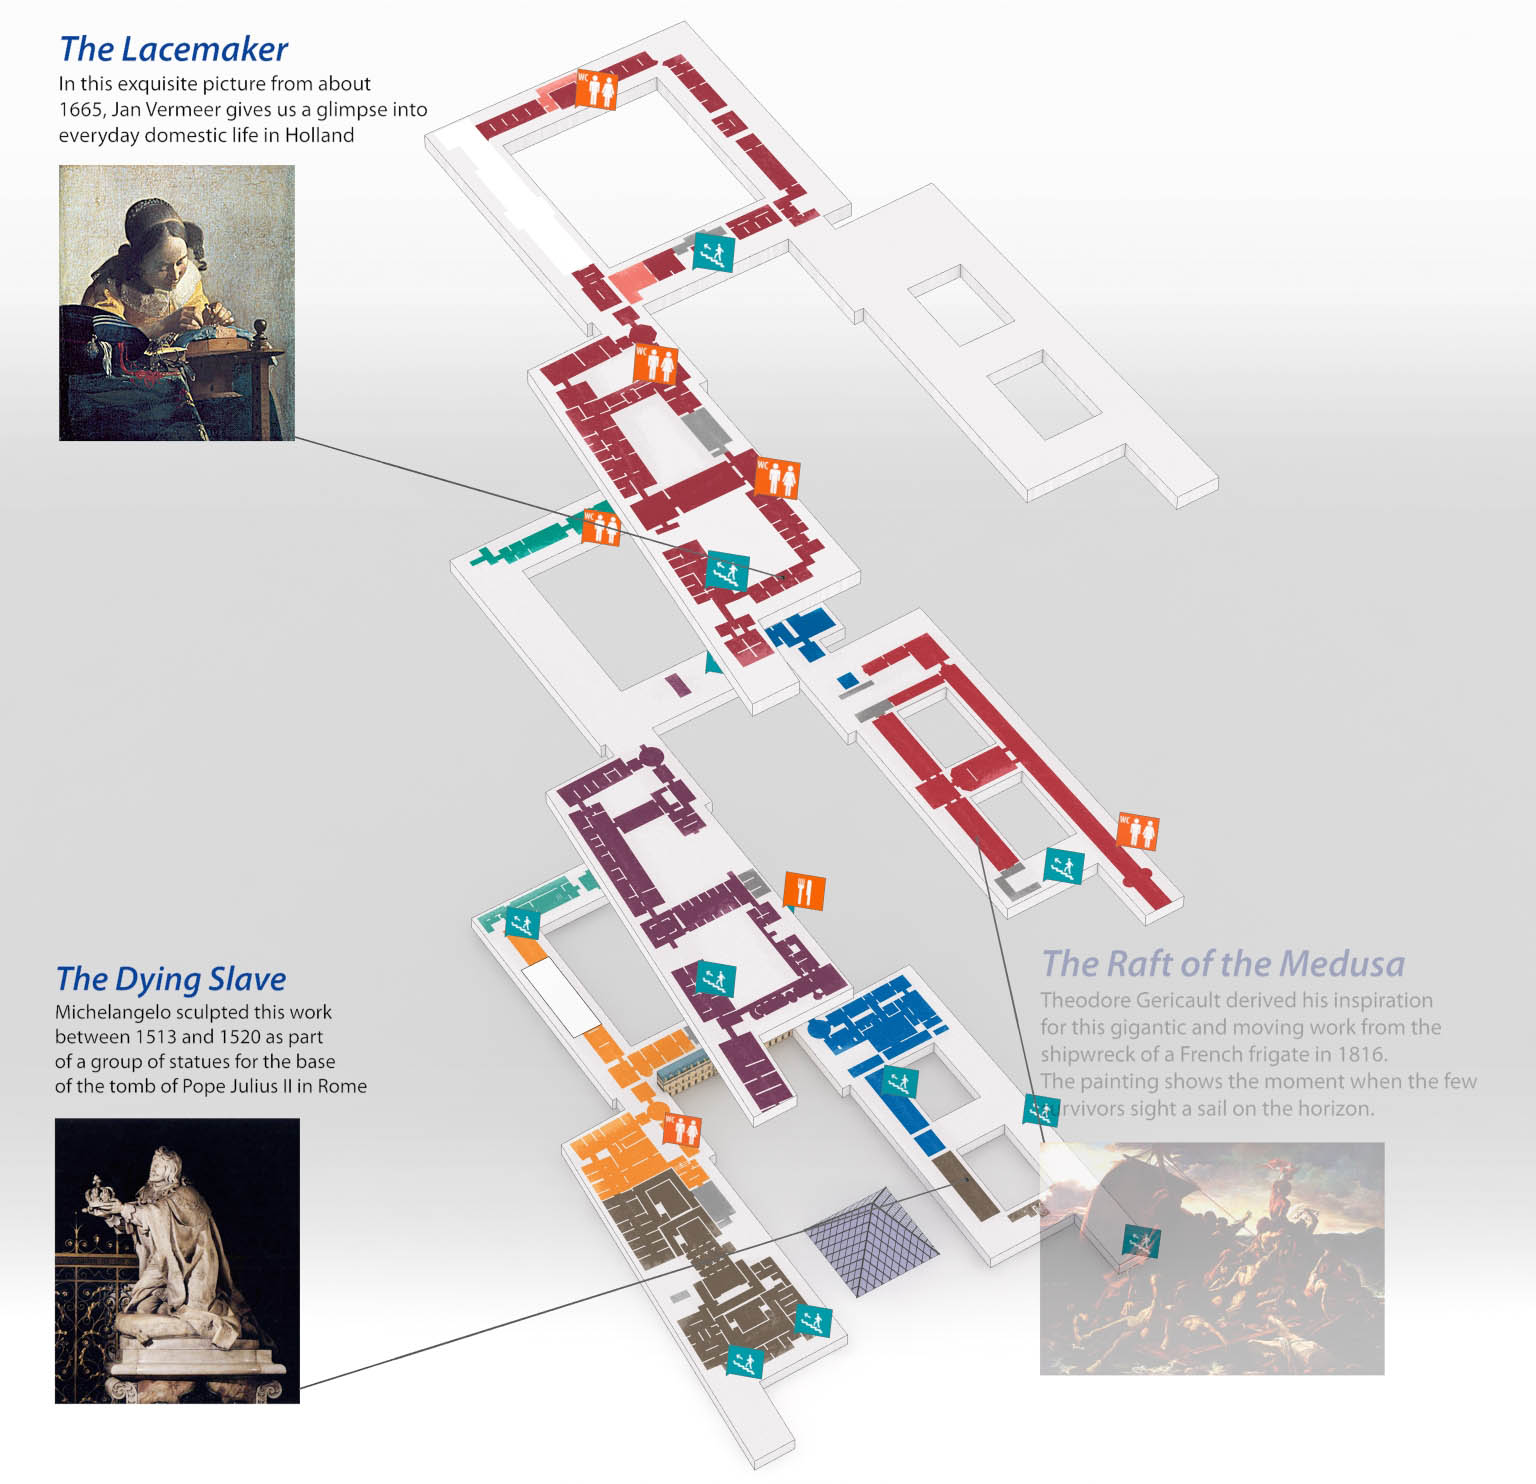 The Lacemaker
In this exquisite picture from about
1665, Jan Vermeer gives us a glimpse into
everyday domestic life in Holland
WC
WC
WC
WC
WC
The Dying Slave
Michelangelo sculpted this work
between 1513 and 1520 as part
of a group of statues for the base
of the tomb of Pope Julius II in Rome
The Raft of the Medusa
Theodore Gericault derived his inspiration
for this gigantic and moving work from the
shipwreck of a French frigate in 1816.
The painting shows the moment when the few
survivors sight a sail on the horizon.
WC